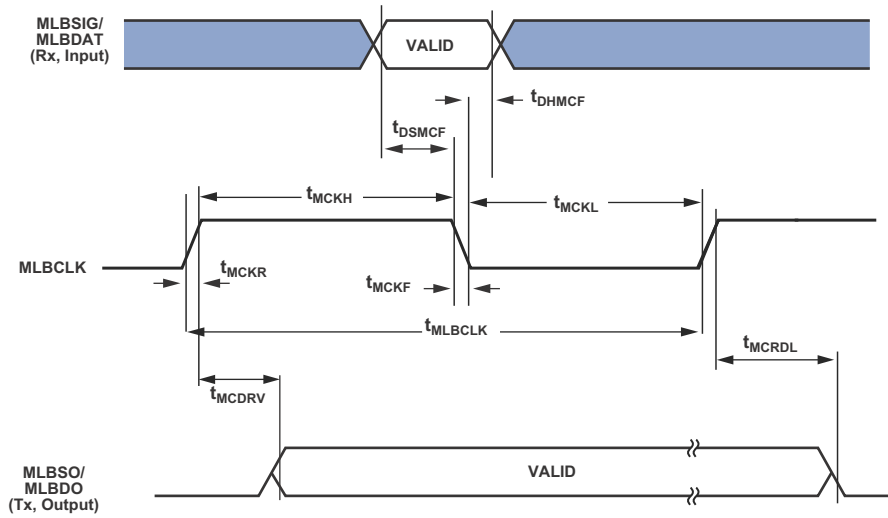 MLBSIG/
MLBDAT
(Rx, Input)
VALID
tDHMCF
tDSMCF
tMCKH
tMCKL
MLBCLK
tMCKR
tMCKF
tMLBCLK
tMCRDL
tMCDRV
MLBSO/
MLBDO
(Tx, Output)
VALID